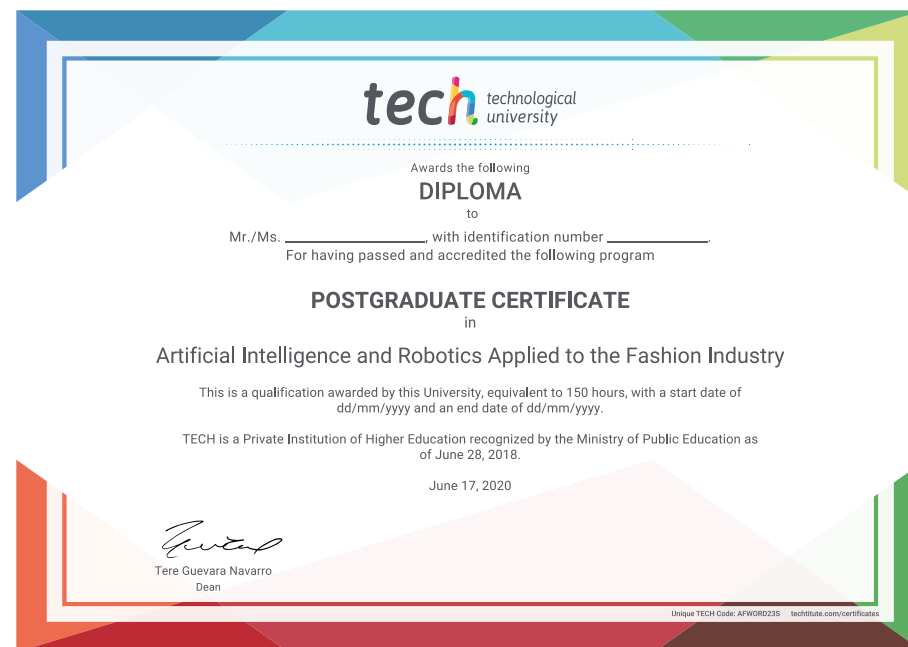 tech technological university
Awards the following
DIPLOMA
to
Mr./Ms. ____________, with identification number ____________.
For having passed and accredited the following program
POSTGRADUATE CERTIFICATE
in
Artificial Intelligence and Robotics Applied to the Fashion Industry
This is a qualification awarded by this University, equivalent to 150 hours, with a start date of
dd/mm/yyyy and an end date of dd/mm/yyyy.
TECH is a Private Institution of Higher Education recognized by the Ministry of Public Education as
of June 28, 2018.
June 17, 2020
Tere Guevara Navarro
Dean
Unique TECH Code: AFWORD23S techtitute.com/certificates